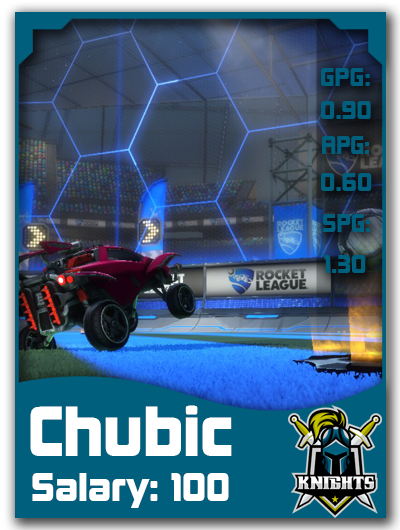 GPG:
0.90
APG:
0.60
SPG:
1.30
ROCKET
LEAGUE
ROCKET
LEAGUE
Chubic
Salary: 100
KNIGHTS